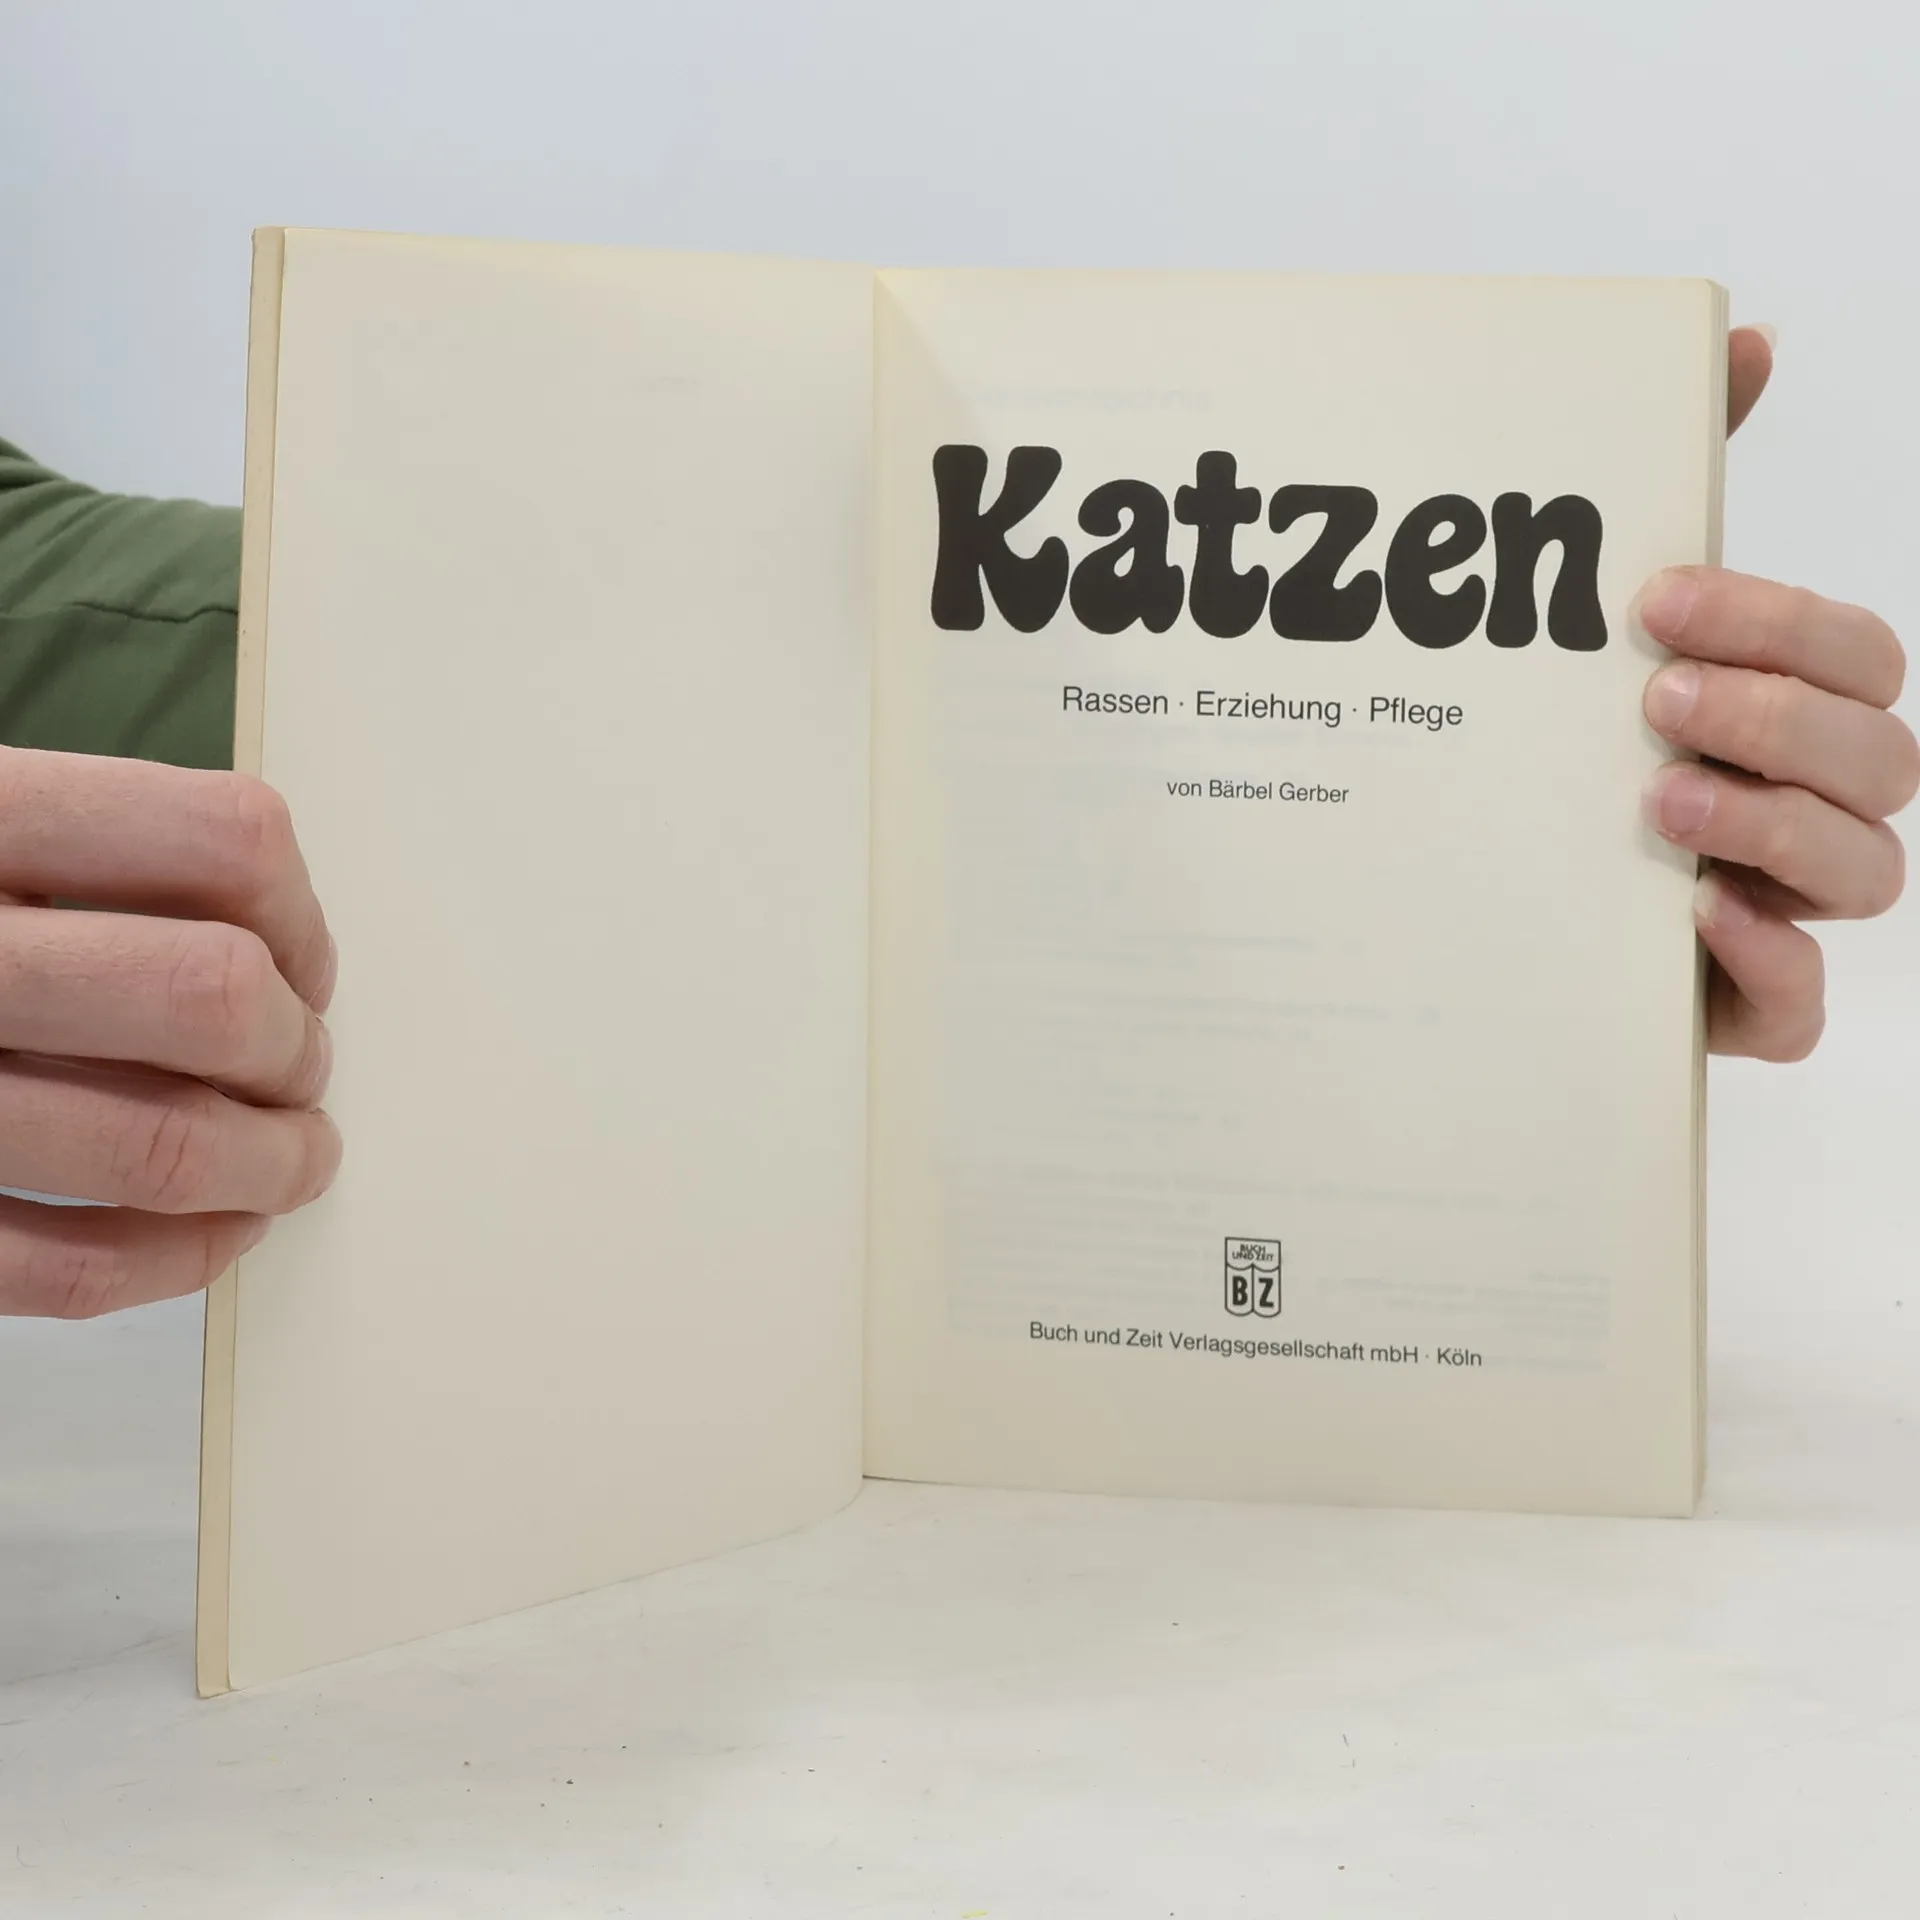 Katzen
Rassen · Erziehung · Pflege
von Bärbel Gerber
BUCH
UND ZEIT
BZ
Buch und Zeit Verlagsgesellschaft mbH · Köln